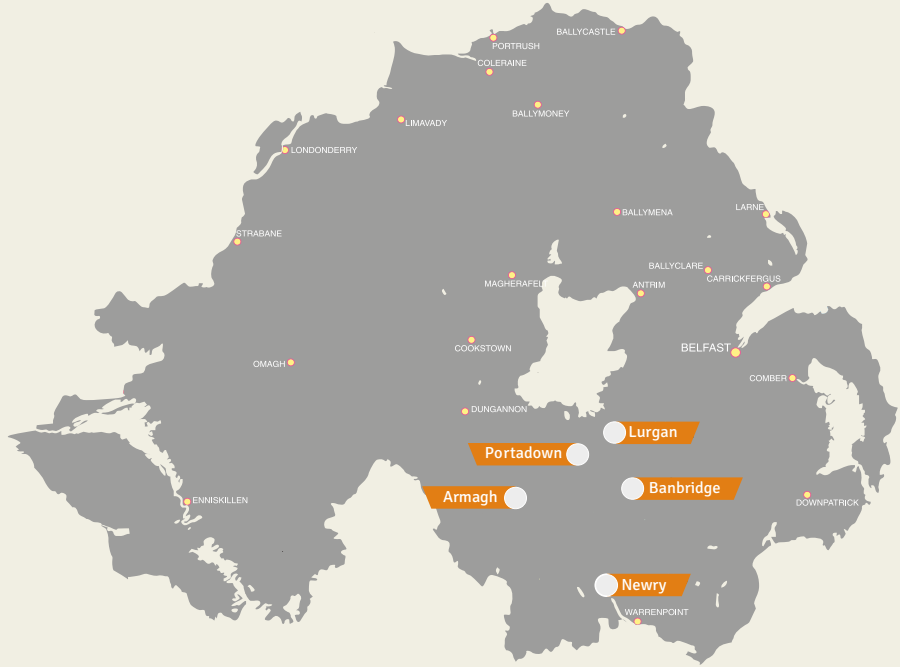 BALLYCASTLE
PORTRUSH
COLERAINE
BALLYMONEY
LIMAVADY
LONDONDERRY
BALLYMENA
LARNE
STRABANE
BALLYCLARE
CARRICKFERGUS
MAGHERAFEL
ANTRIM
COOKSTOWN
BELFAST
OMAGH
COMBER
DUNGANNON
Lurgan
Portadown
Banbridge
Armagh
ENNISKILLEN
DOWNPATRICK
Newry
WARRENPOINT